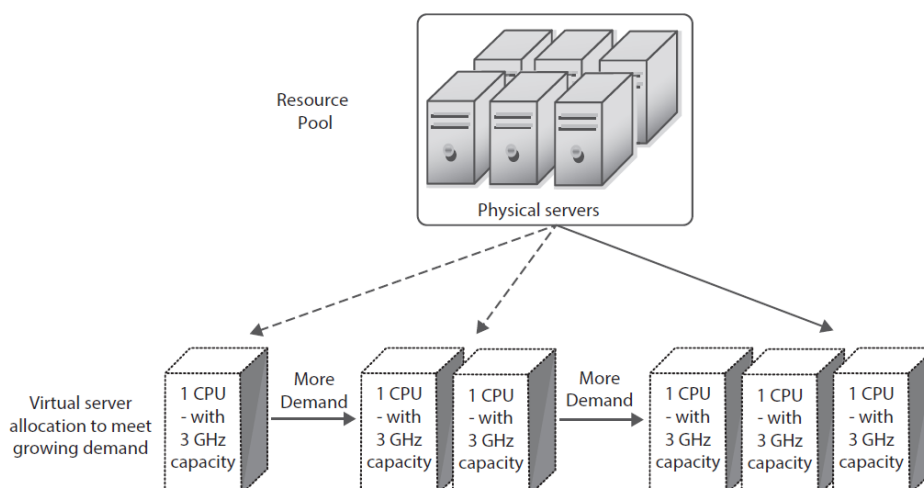 Resource
Pool
Physical servers
Virtual server
allocation to meet
growing demand
1 CPU
- with
3 GHz
capacity
More
Demand
1 CPU
- with
3 GHz
capacity
1 CPU
- with
3 GHz
capacity
More
Demand
1 CPU
- with
3 GHz
capacity
1 CPU
- with
3 GHz
capacity
1 CPU
- with
3 GHz
capacity